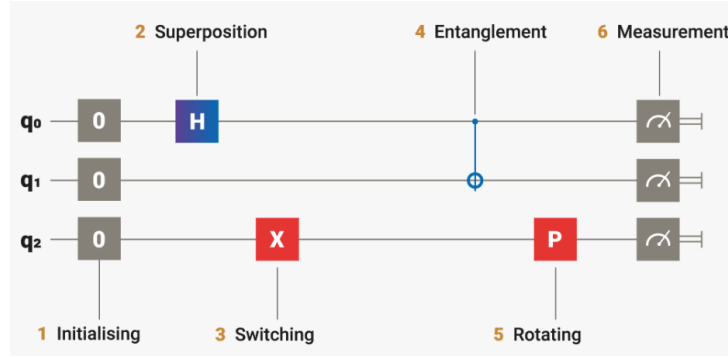 2 Superposition 4 Entanglement 6 Measurement
q₀ 0 H
q₁ 0
q₂ 0 X P
1 Initialising 3 Switching 5 Rotating